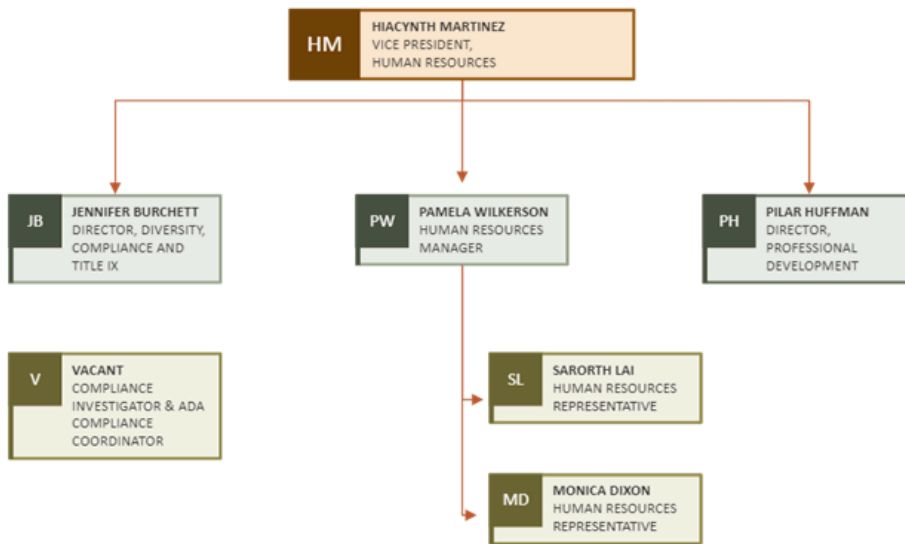 HM
HIACYNTH MARTINEZ
VICE PRESIDENT,
HUMAN RESOURCES
JB
JENNIFER BURCHETT
DIRECTOR, DIVERSITY,
COMPLIANCE AND
TITLE IX
PW
PAMELA WILKERSON
HUMAN RESOURCES
MANAGER
PH
PILAR HUFFMAN
DIRECTOR,
PROFESSIONAL
DEVELOPMENT
V
VACANT
COMPLIANCE
INVESTIGATOR & ADA
COMPLIANCE
COORDINATOR
SL
SARORTH LAI
HUMAN RESOURCES
REPRESENTATIVE
MD
MONICA DIXON
HUMAN RESOURCES
REPRESENTATIVE